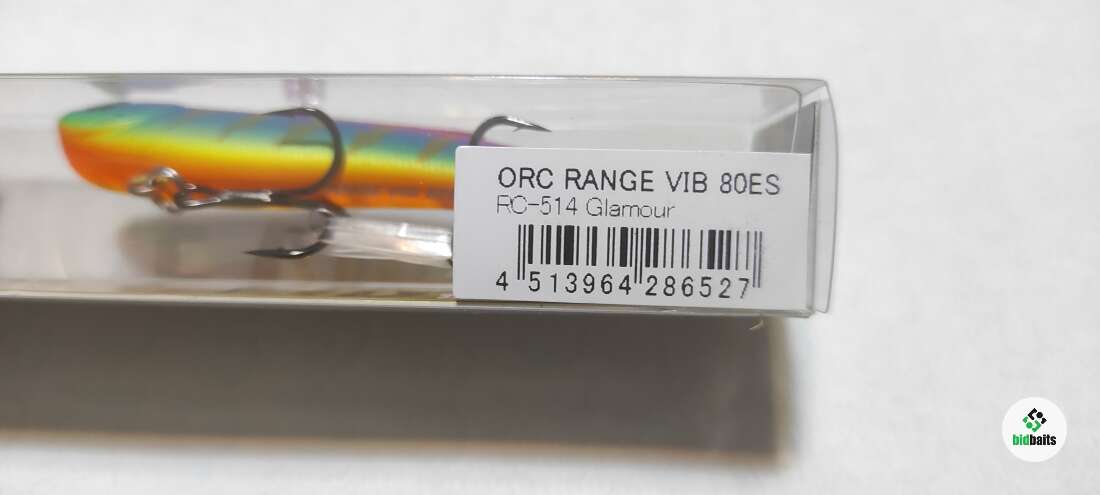 ORC RANGE VIB 80ES
RC-514 Glamour
4 513964 286527
bidbaits